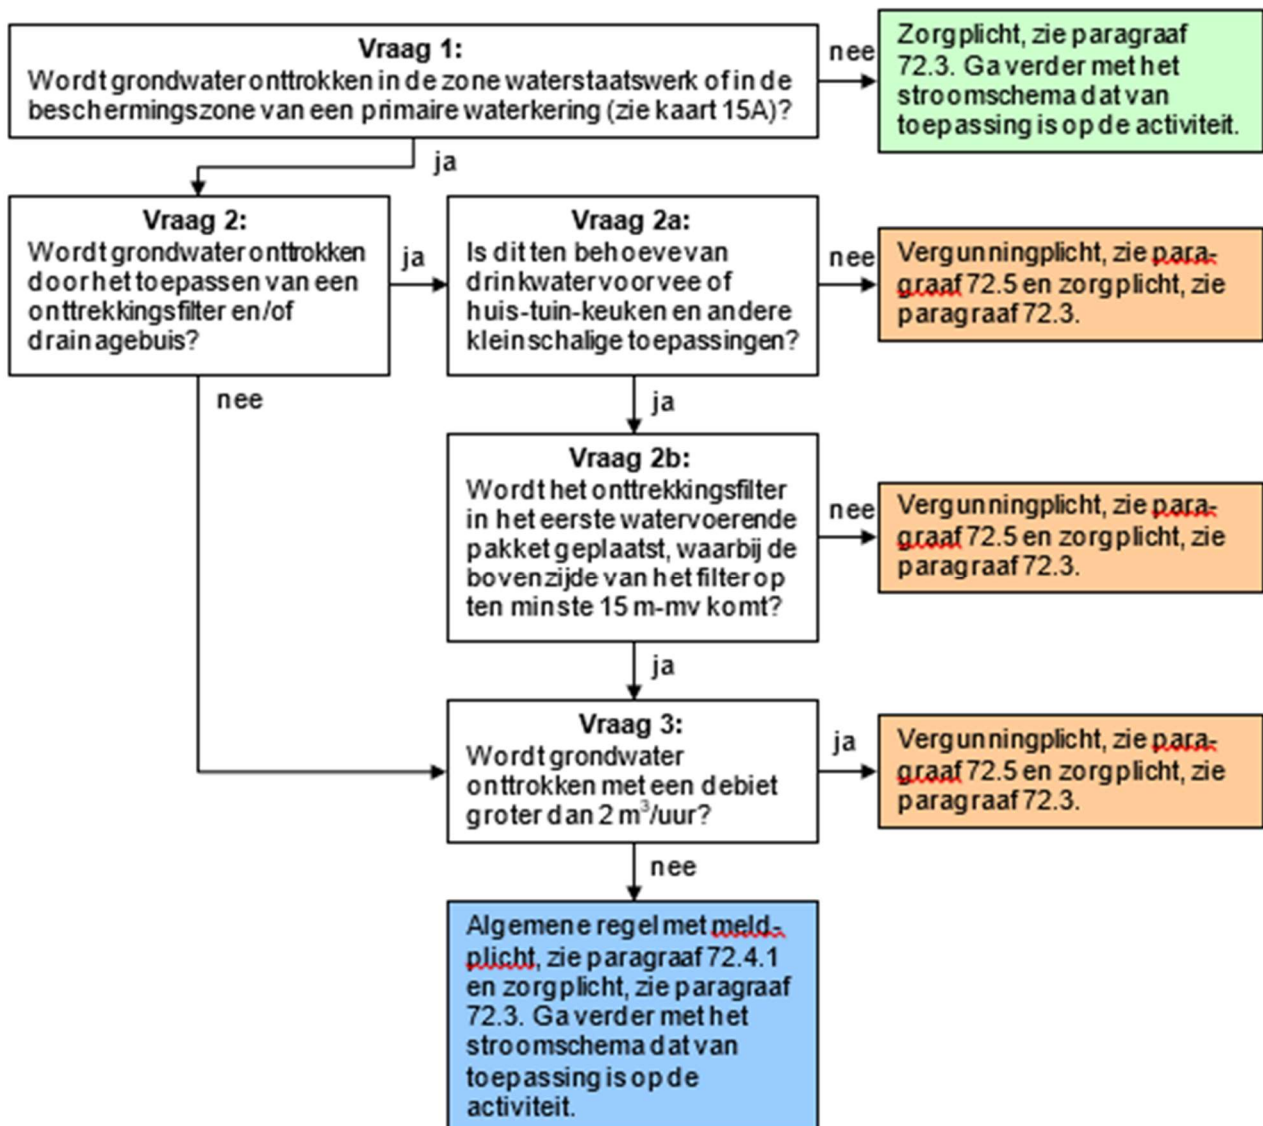 Vraag 1:
Wordt grondwater onttrokken in de zone waterstaatswerk of in de
beschermingszone van een primaire waterkering (zie kaart 15A)?
nee
Zorgplicht, zie paragraaf
72.3. Ga verder met het
stroomschema dat van
toepassing is op de activiteit.
ja
Vraag 2:
Wordt grondwater onttrokken
door het toepassen van een
onttrekkingsfilter en/of
drainagebuis?
ja
Vraag 2a:
Is dit ten behoeve van
drinkwater voor vee of
huis-tuin-keuken en andere
kleinschalige toepassingen?
nee
Vergunningplicht, zie para-
graaf 72.5 en zorgplicht, zie
paragraaf 72.3.
nee
ja
Vraag 2b:
Wordt het onttrekkingsfilter
in het eerste watervoerende
pakket geplaatst, waarbij de
bovenzijde van het filter op
ten minste 15 m-mv komt?
nee
Vergunningplicht, zie para-
graaf 72.5 en zorgplicht, zie
paragraaf 72.3.
ja
Vraag 3:
Wordt grondwater
onttrokken met een debiet
groter dan 2 m³/uur?
ja
Vergunningplicht, zie para-
graaf 72.5 en zorgplicht, zie
paragraaf 72.3.
nee
Algemene regel met meld-
plicht, zie paragraaf 72.4.1
en zorgplicht, zie paragraaf
72.3. Ga verder met het
stroomschema dat van
toepassing is op de
activiteit.